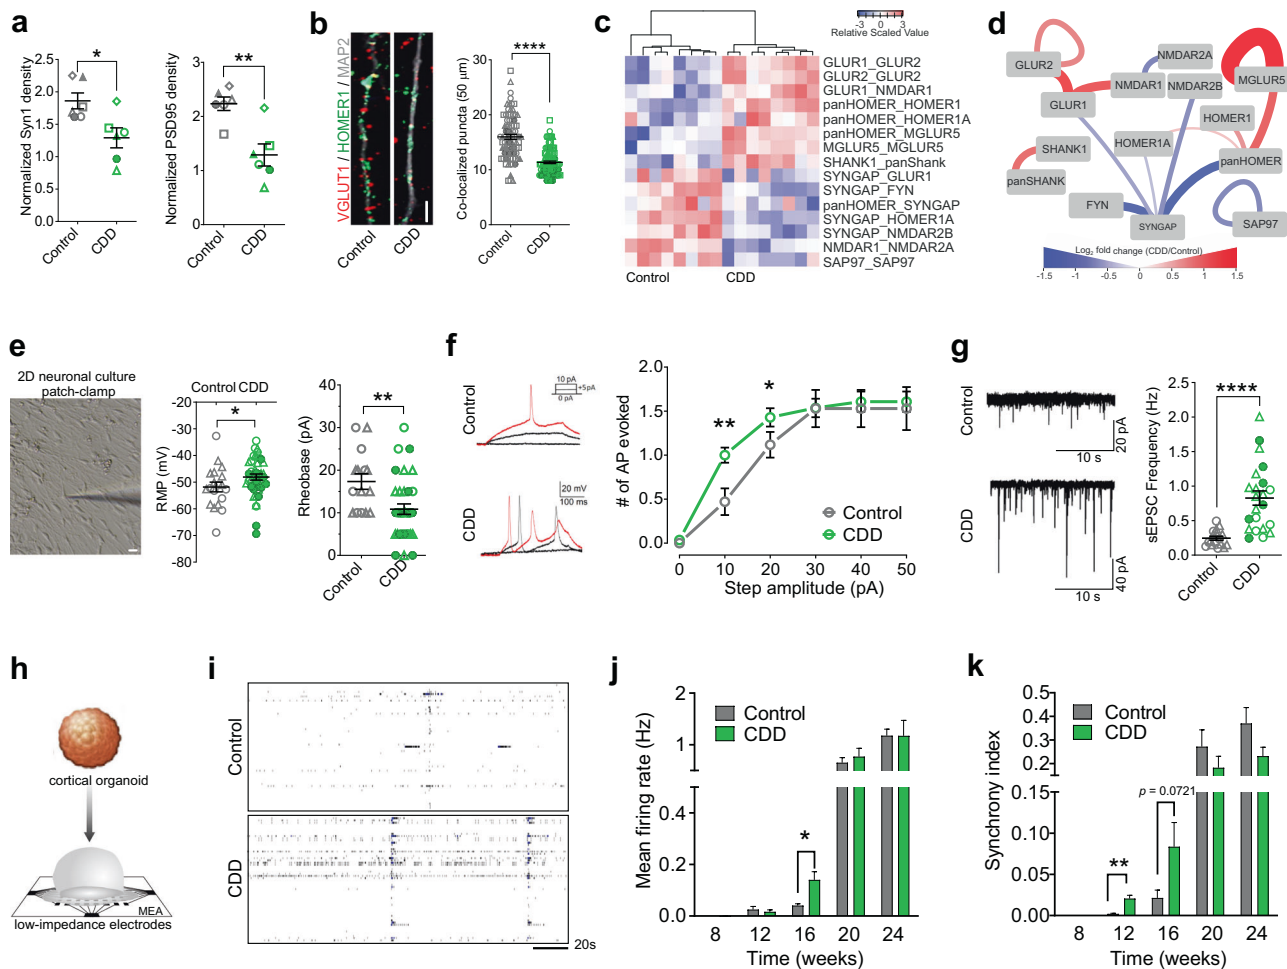 a
Normalized Syn1 density
2.5
2.0
1.5
1.0
0.5
0.0
*
Control
CDD
Normalized PSD95 density
3
2
1
0
**
Control
CDD
b
VGLUT1 / HOMER1 / MAP2
Control
CDD
Co-localized puncta (50 μm)
30
20
10
0
****
Control
CDD
c
-3 0 3
Relative Scaled Value
GLUR1_GLUR2
GLUR2_GLUR2
GLUR1_NMDAR1
panHOMER_HOMER1
panHOMER_HOMER1A
panHOMER_MGLUR5
MGLUR5_MGLUR5
SHANK1_panShank
SYNGAP_GLUR1
SYNGAP_FYN
panHOMER_SYNGAP
SYNGAP_HOMER1A
SYNGAP_NMDAR2B
NMDAR1_NMDAR2A
SAP97_SAP97
Control
CDD
d
NMDAR2A
GLUR2
NMDAR1
NMDAR2B
MGLUR5
GLUR1
HOMER1
HOMER1A
SHANK1
panHOMER
panSHANK
FYN
SYNGAP
SAP97
Log2 fold change (CDD/Control)
-1.5 -1 -0.5 0 0.5 1 1.5
e
2D neuronal culture
patch-clamp
Control CDD
RMP (mV)
-20
-30
-40
-50
-60
-70
-80
*
Rheobase (pA)
40
30
20
10
0
**
Control
CDD
f
Control
10 pA
+5 pA
0 pA
CDD
20 mV
100 ms
# of AP evoked
2.0
1.5
1.0
0.5
0.0
**
*
Control
CDD
0 10 20 30 40 50
Step amplitude (pA)
g
Control
20 pA
10 s
CDD
40 pA
10 s
sEPSC Frequency (Hz)
2.5
2.0
1.5
1.0
0.5
0.0
****
Control
CDD
h
cortical organoid
MEA
low-impedance electrodes
i
Control
CDD
20s
j
Mean firing rate (Hz)
2
1
0.4
0.2
0.0
Control
CDD
*
8 12 16 20 24
Time (weeks)
k
Synchrony index
0.5
0.4
0.3
0.2
0.15
0.10
0.05
0.00
Control
CDD
p = 0.0721
**
8 12 16 20 24
Time (weeks)